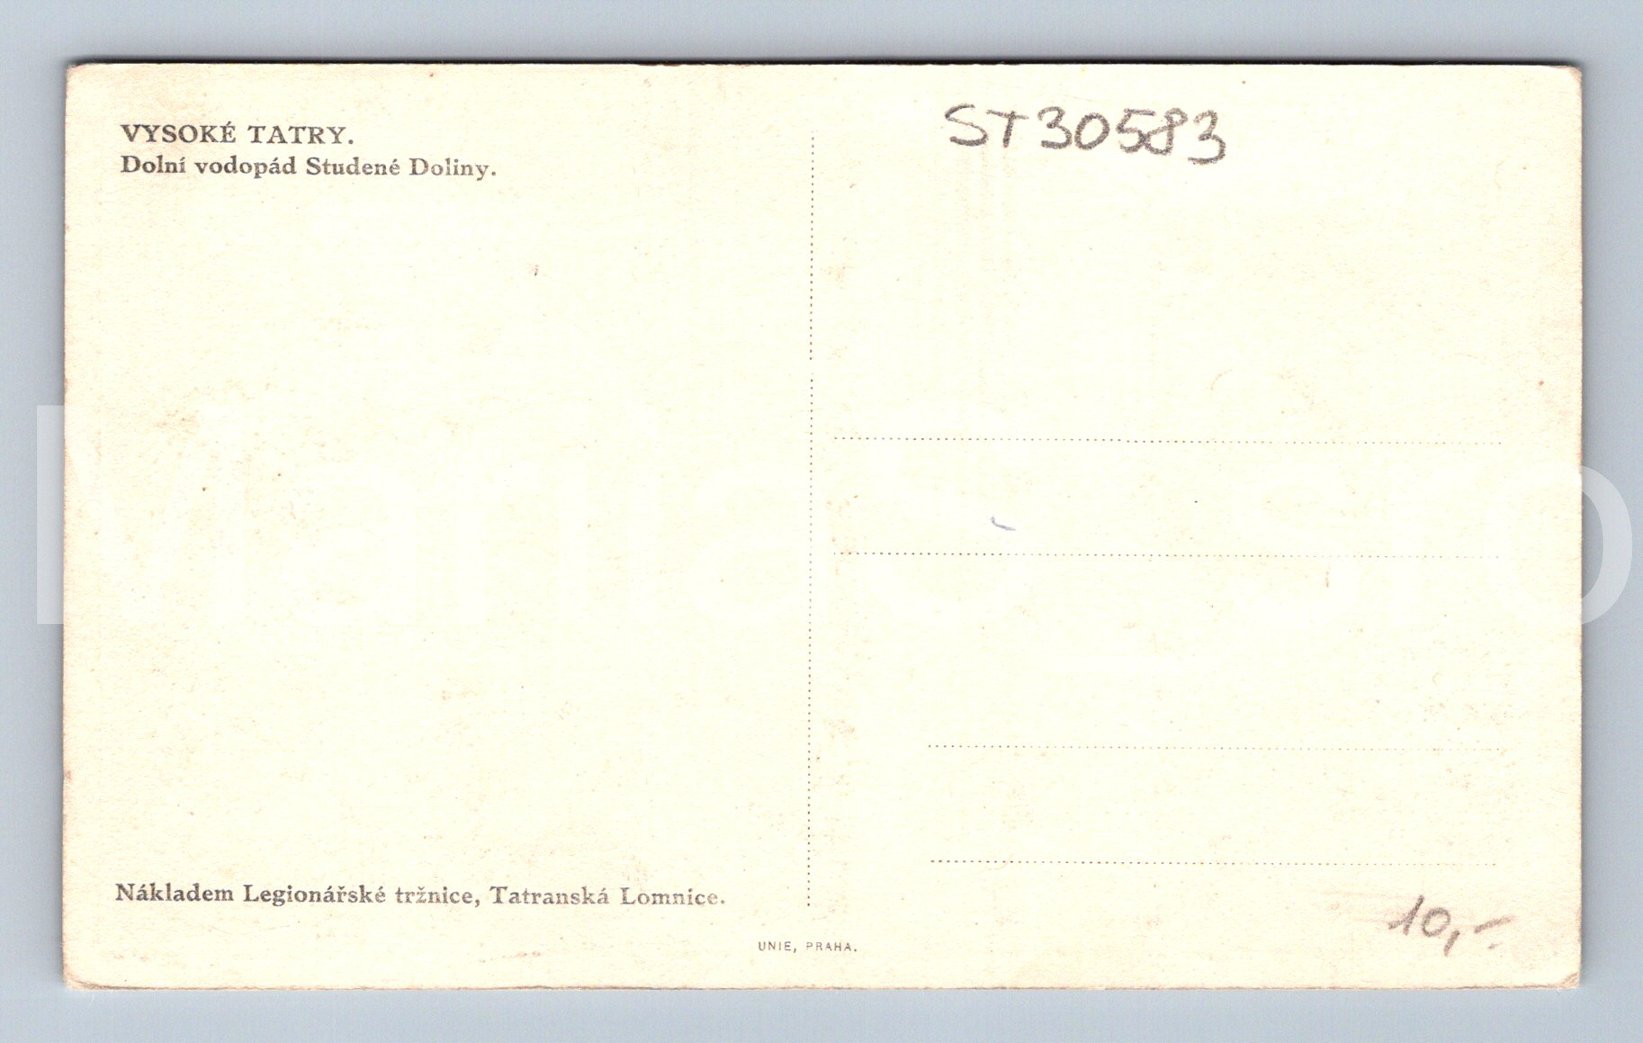 VYSOKÉ TATRY.
Dolní vodopád Studené Doliny.
ST30583
Nákladem Legionářské tržnice, Tatranská Lomnice.
UNIE, PRAHA.
10,-